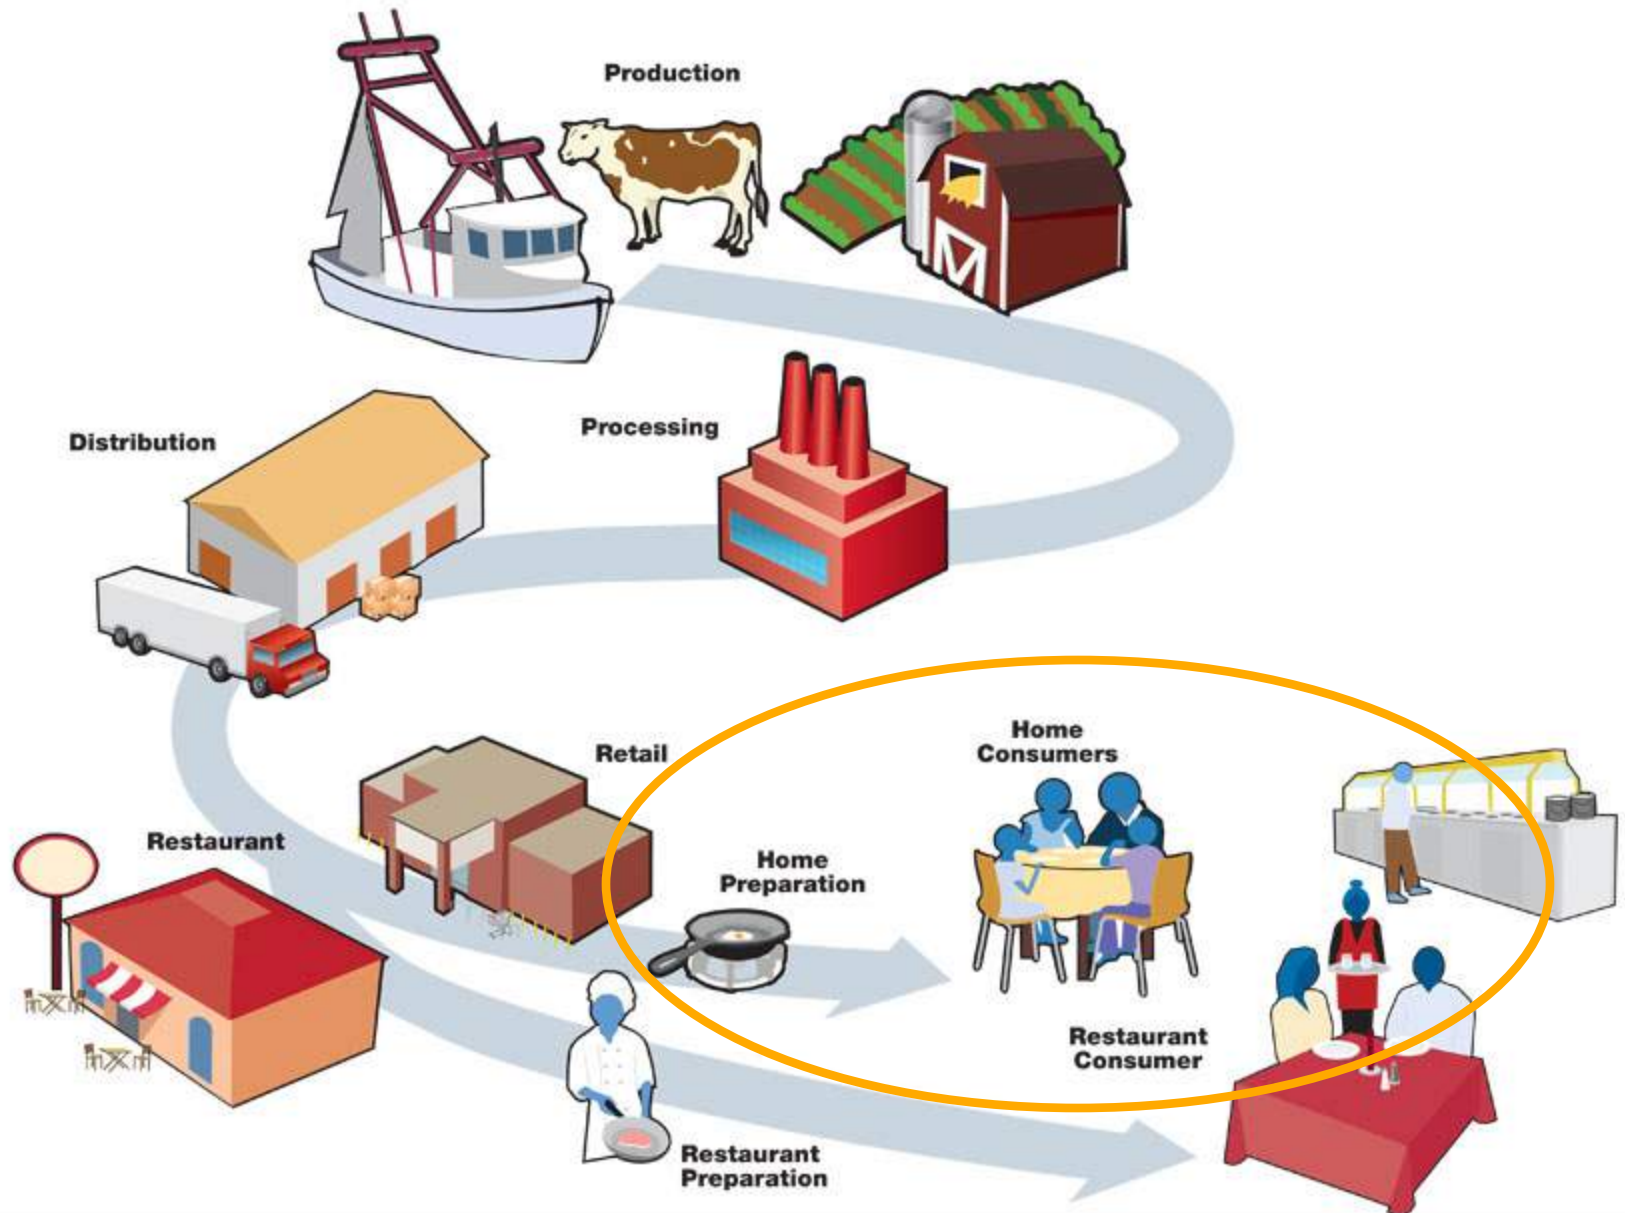 Production
Processing
Distribution
Retail
Restaurant
Home
Preparation
Home
Consumers
Restaurant
Consumer
Restaurant
Preparation